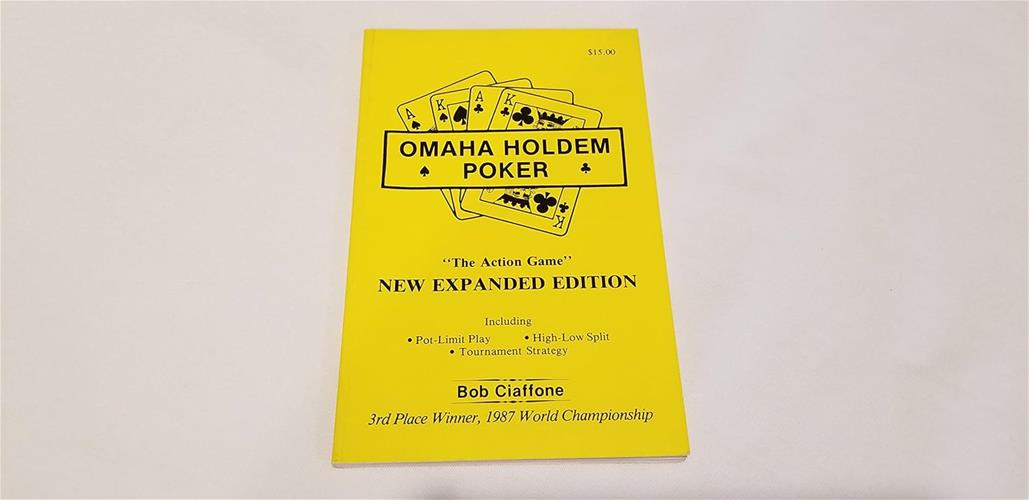 $15.00
A
K
A
K
OMAHA HOLDEM
POKER
K
"The Action Game"
NEW EXPANDED EDITION
Including
• Pot-Limit Play • High-Low Split
• Tournament Strategy
Bob Ciaffone
3rd Place Winner, 1987 World Championship